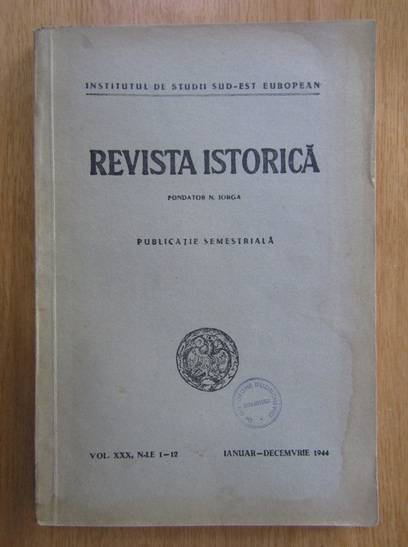 INSTITUTUL DE STUDII SUD-EST EUROPEAN
REVISTA ISTORICĂ
FONDATOR N. IORGA
PUBLICAȚIE SEMESTRIALĂ
VOL. XXX, N-LE 1—12
IANUAR—DECEMVRIE 1944